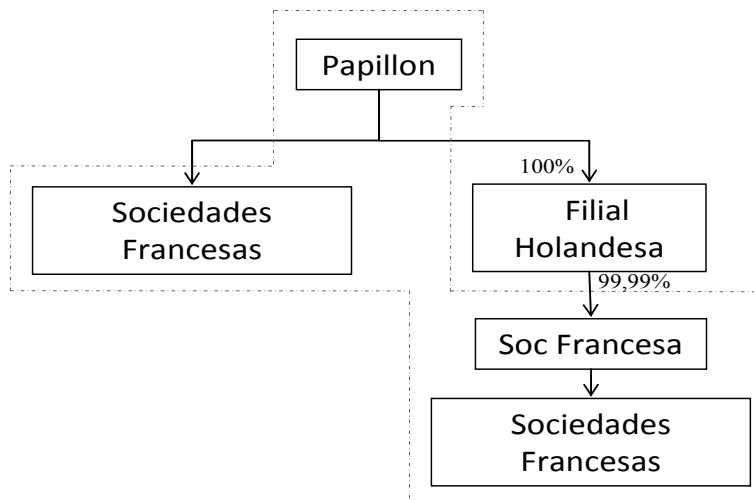 Papillon
100%
Sociedades
Francesas
Filial
Holandesa
99,99%
Soc Francesa
Sociedades
Francesas